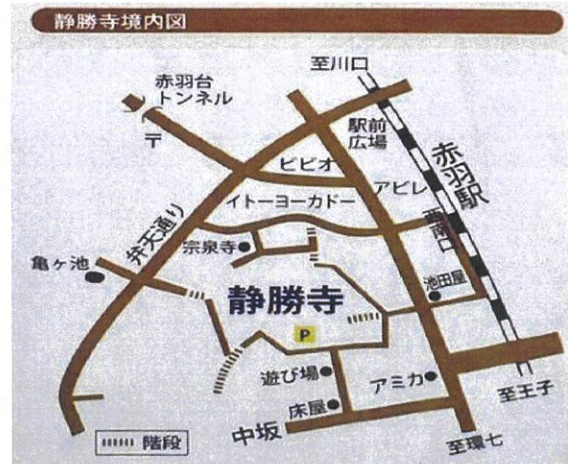 静勝寺境内図
至川口
赤羽台
トンネル
〒
駅前
広場
赤羽駅
ビビオ
アピレ
イトーヨーカドー
西南口
弁天通り
宗泉寺
亀ヶ池
池田屋
静勝寺
P
遊び場
アミカ
床屋
至王子
中坂
階段
至環七